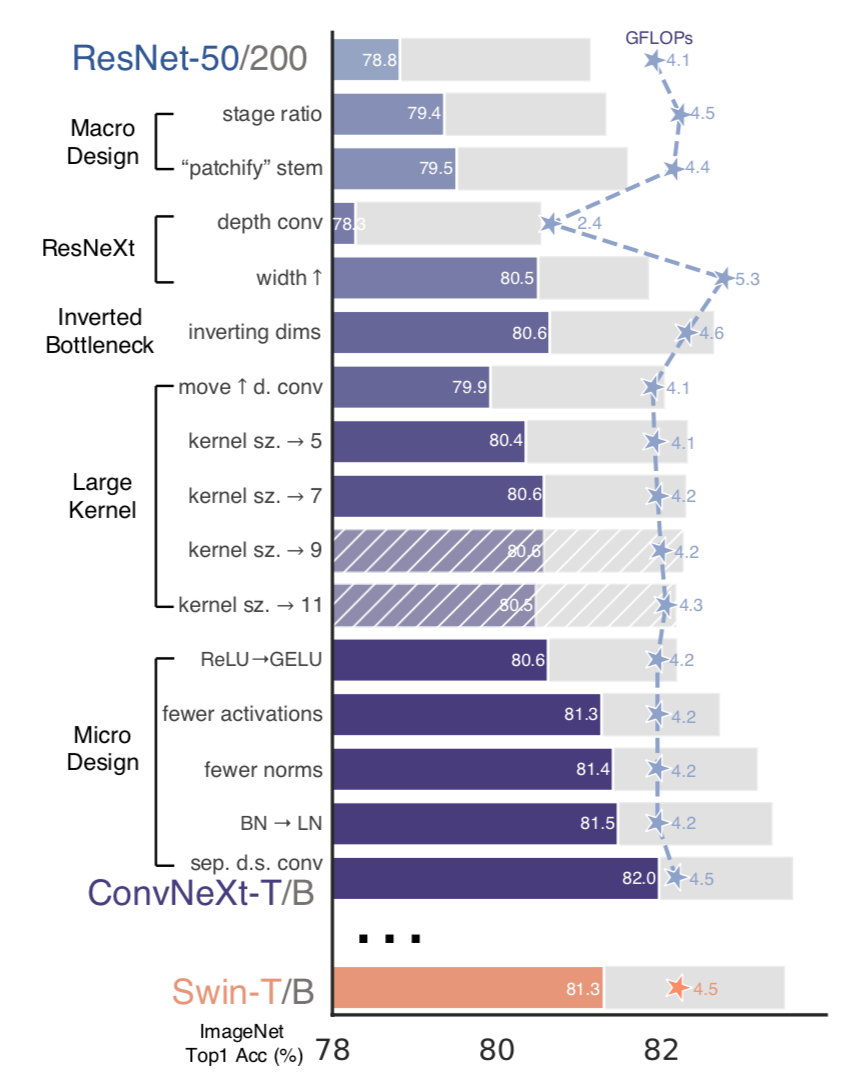 GFLOPs
ResNet-50/200 78.8 4.1
Macro Design
stage ratio 79.4 4.5
“patchify” stem 79.5 4.4
ResNeXt
depth conv 78.3 2.4
width ↑ 80.5 5.3
Inverted Bottleneck
inverting dims 80.6 4.6
Large Kernel
move ↑ d. conv 79.9 4.1
kernel sz. → 5 80.4 4.1
kernel sz. → 7 80.6 4.2
kernel sz. → 9 80.6 4.2
kernel sz. → 11 80.5 4.3
Micro Design
ReLU→GELU 80.6 4.2
fewer activations 81.3 4.2
fewer norms 81.4 4.2
BN → LN 81.5 4.2
sep. d.s. conv
ConvNeXt-T/B 82.0 4.5
. . .
Swin-T/B 81.3 4.5
ImageNet
Top1 Acc (%) 78 80 82